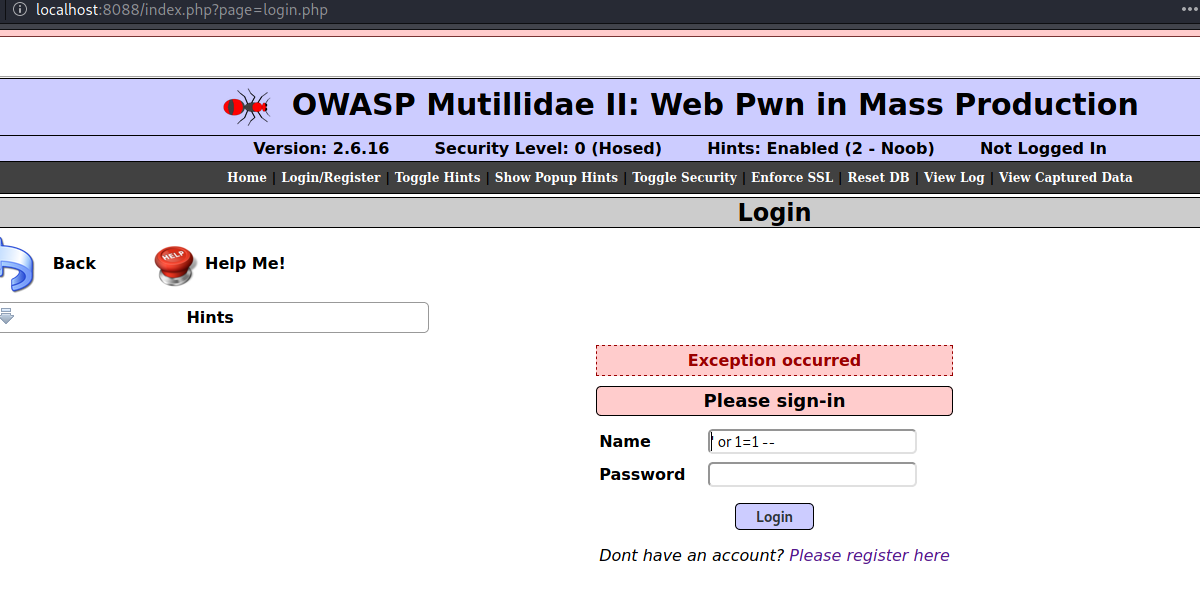 localhost:8088/index.php?page=login.php
OWASP Mutillidae II: Web Pwn in Mass Production
Version: 2.6.16 Security Level: 0 (Hosed) Hints: Enabled (2 - Noob) Not Logged In
Home | Login/Register | Toggle Hints | Show Popup Hints | Toggle Security | Enforce SSL | Reset DB | View Log | View Captured Data
Login
Back HELP Help Me!
Hints
Exception occurred
Please sign-in
Name ' or 1=1 --
Password
Login
Dont have an account? Please register here